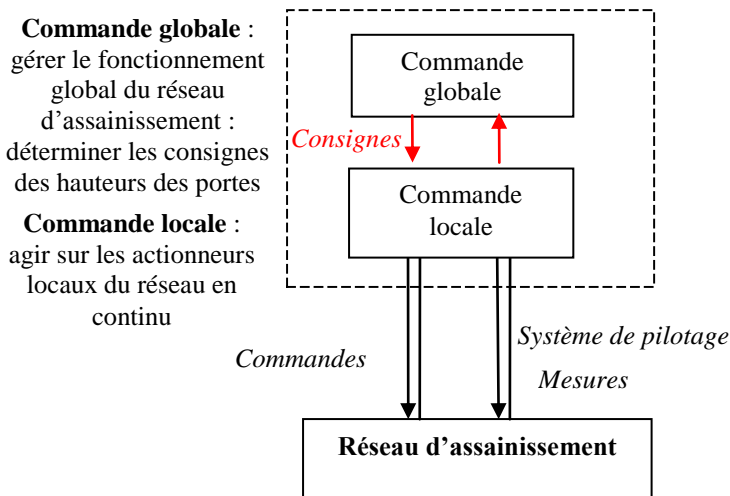 Commande globale :
gérer le fonctionnement
global du réseau
d'assainissement :
déterminer les consignes
des hauteurs des portes
Commande locale :
agir sur les actionneurs
locaux du réseau en
continu
Commande
globale
Consignes
Commande
locale
Commandes
Système de pilotage
Mesures
Réseau d'assainissement